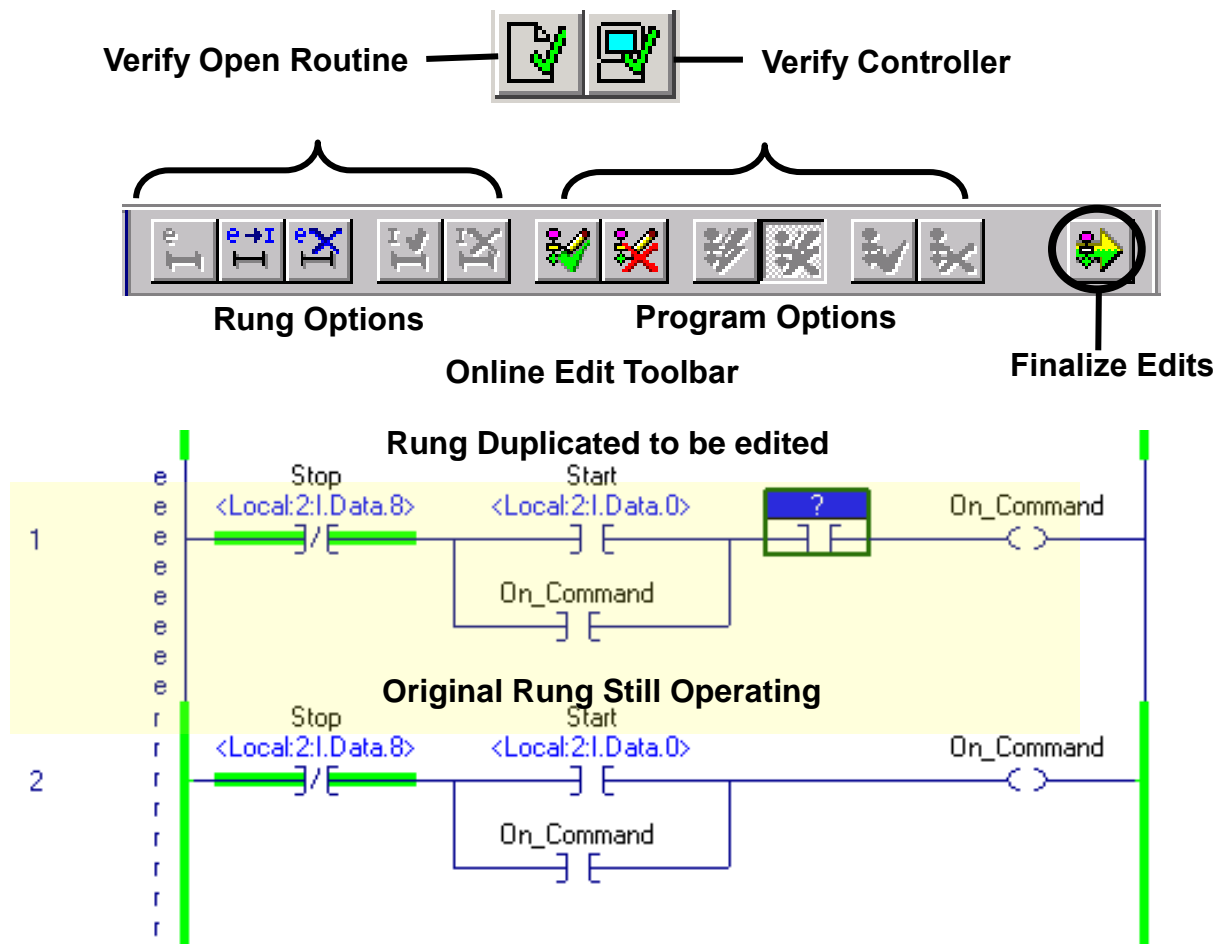 Verify Open Routine
Verify Controller
e
e→I
e
I
I
Rung Options
Program Options
Online Edit Toolbar
Finalize Edits
Rung Duplicated to be edited
e
Stop
Start
e
<Local:2:I.Data.8>
<Local:2:I.Data.0>
?
On_Command
1
e
e
e
On_Command
e
e
e
Original Rung Still Operating
r
Stop
Start
r
<Local:2:I.Data.8>
<Local:2:I.Data.0>
On_Command
2
r
r
r
On_Command
r
r
r